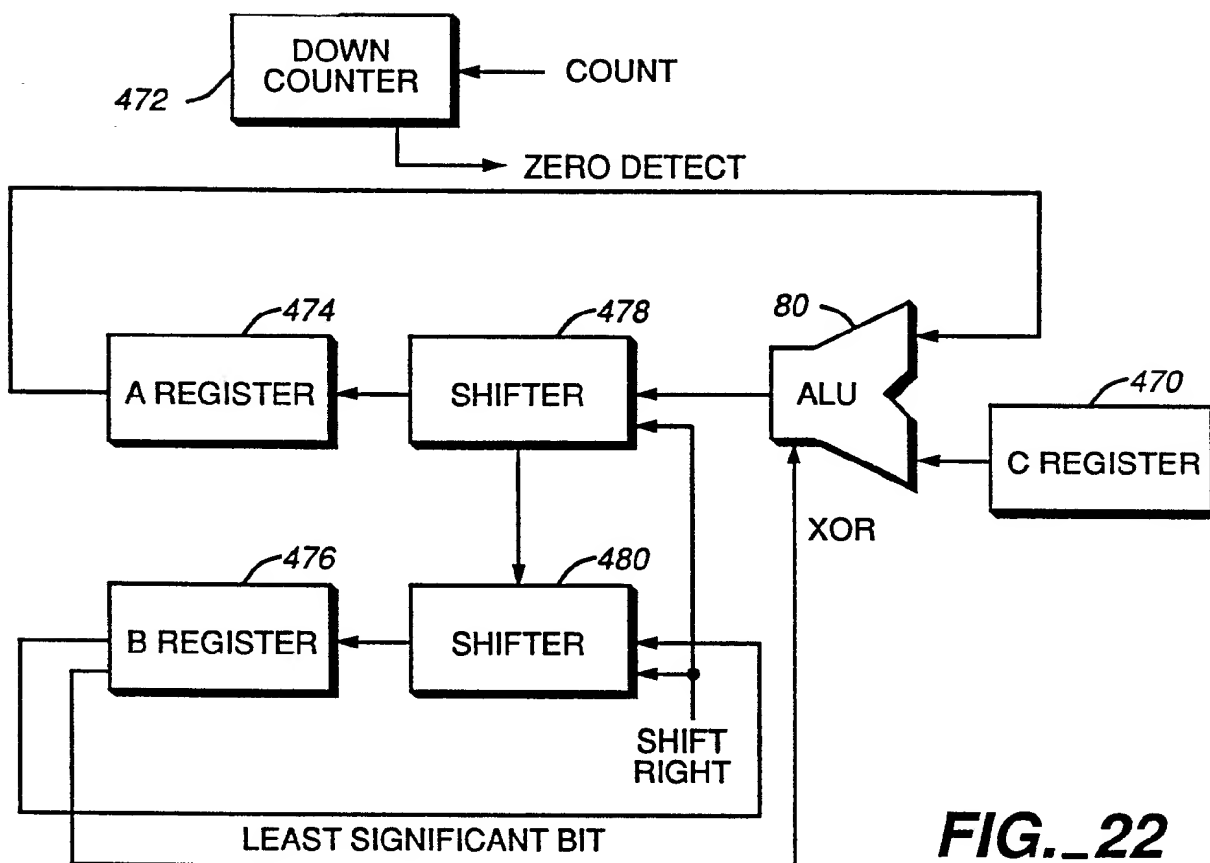 DOWN
COUNTER
COUNT
472
ZERO DETECT
474
478
80
470
A REGISTER
SHIFTER
ALU
C REGISTER
XOR
476
480
B REGISTER
SHIFTER
SHIFT
RIGHT
LEAST SIGNIFICANT BIT
FIG._22